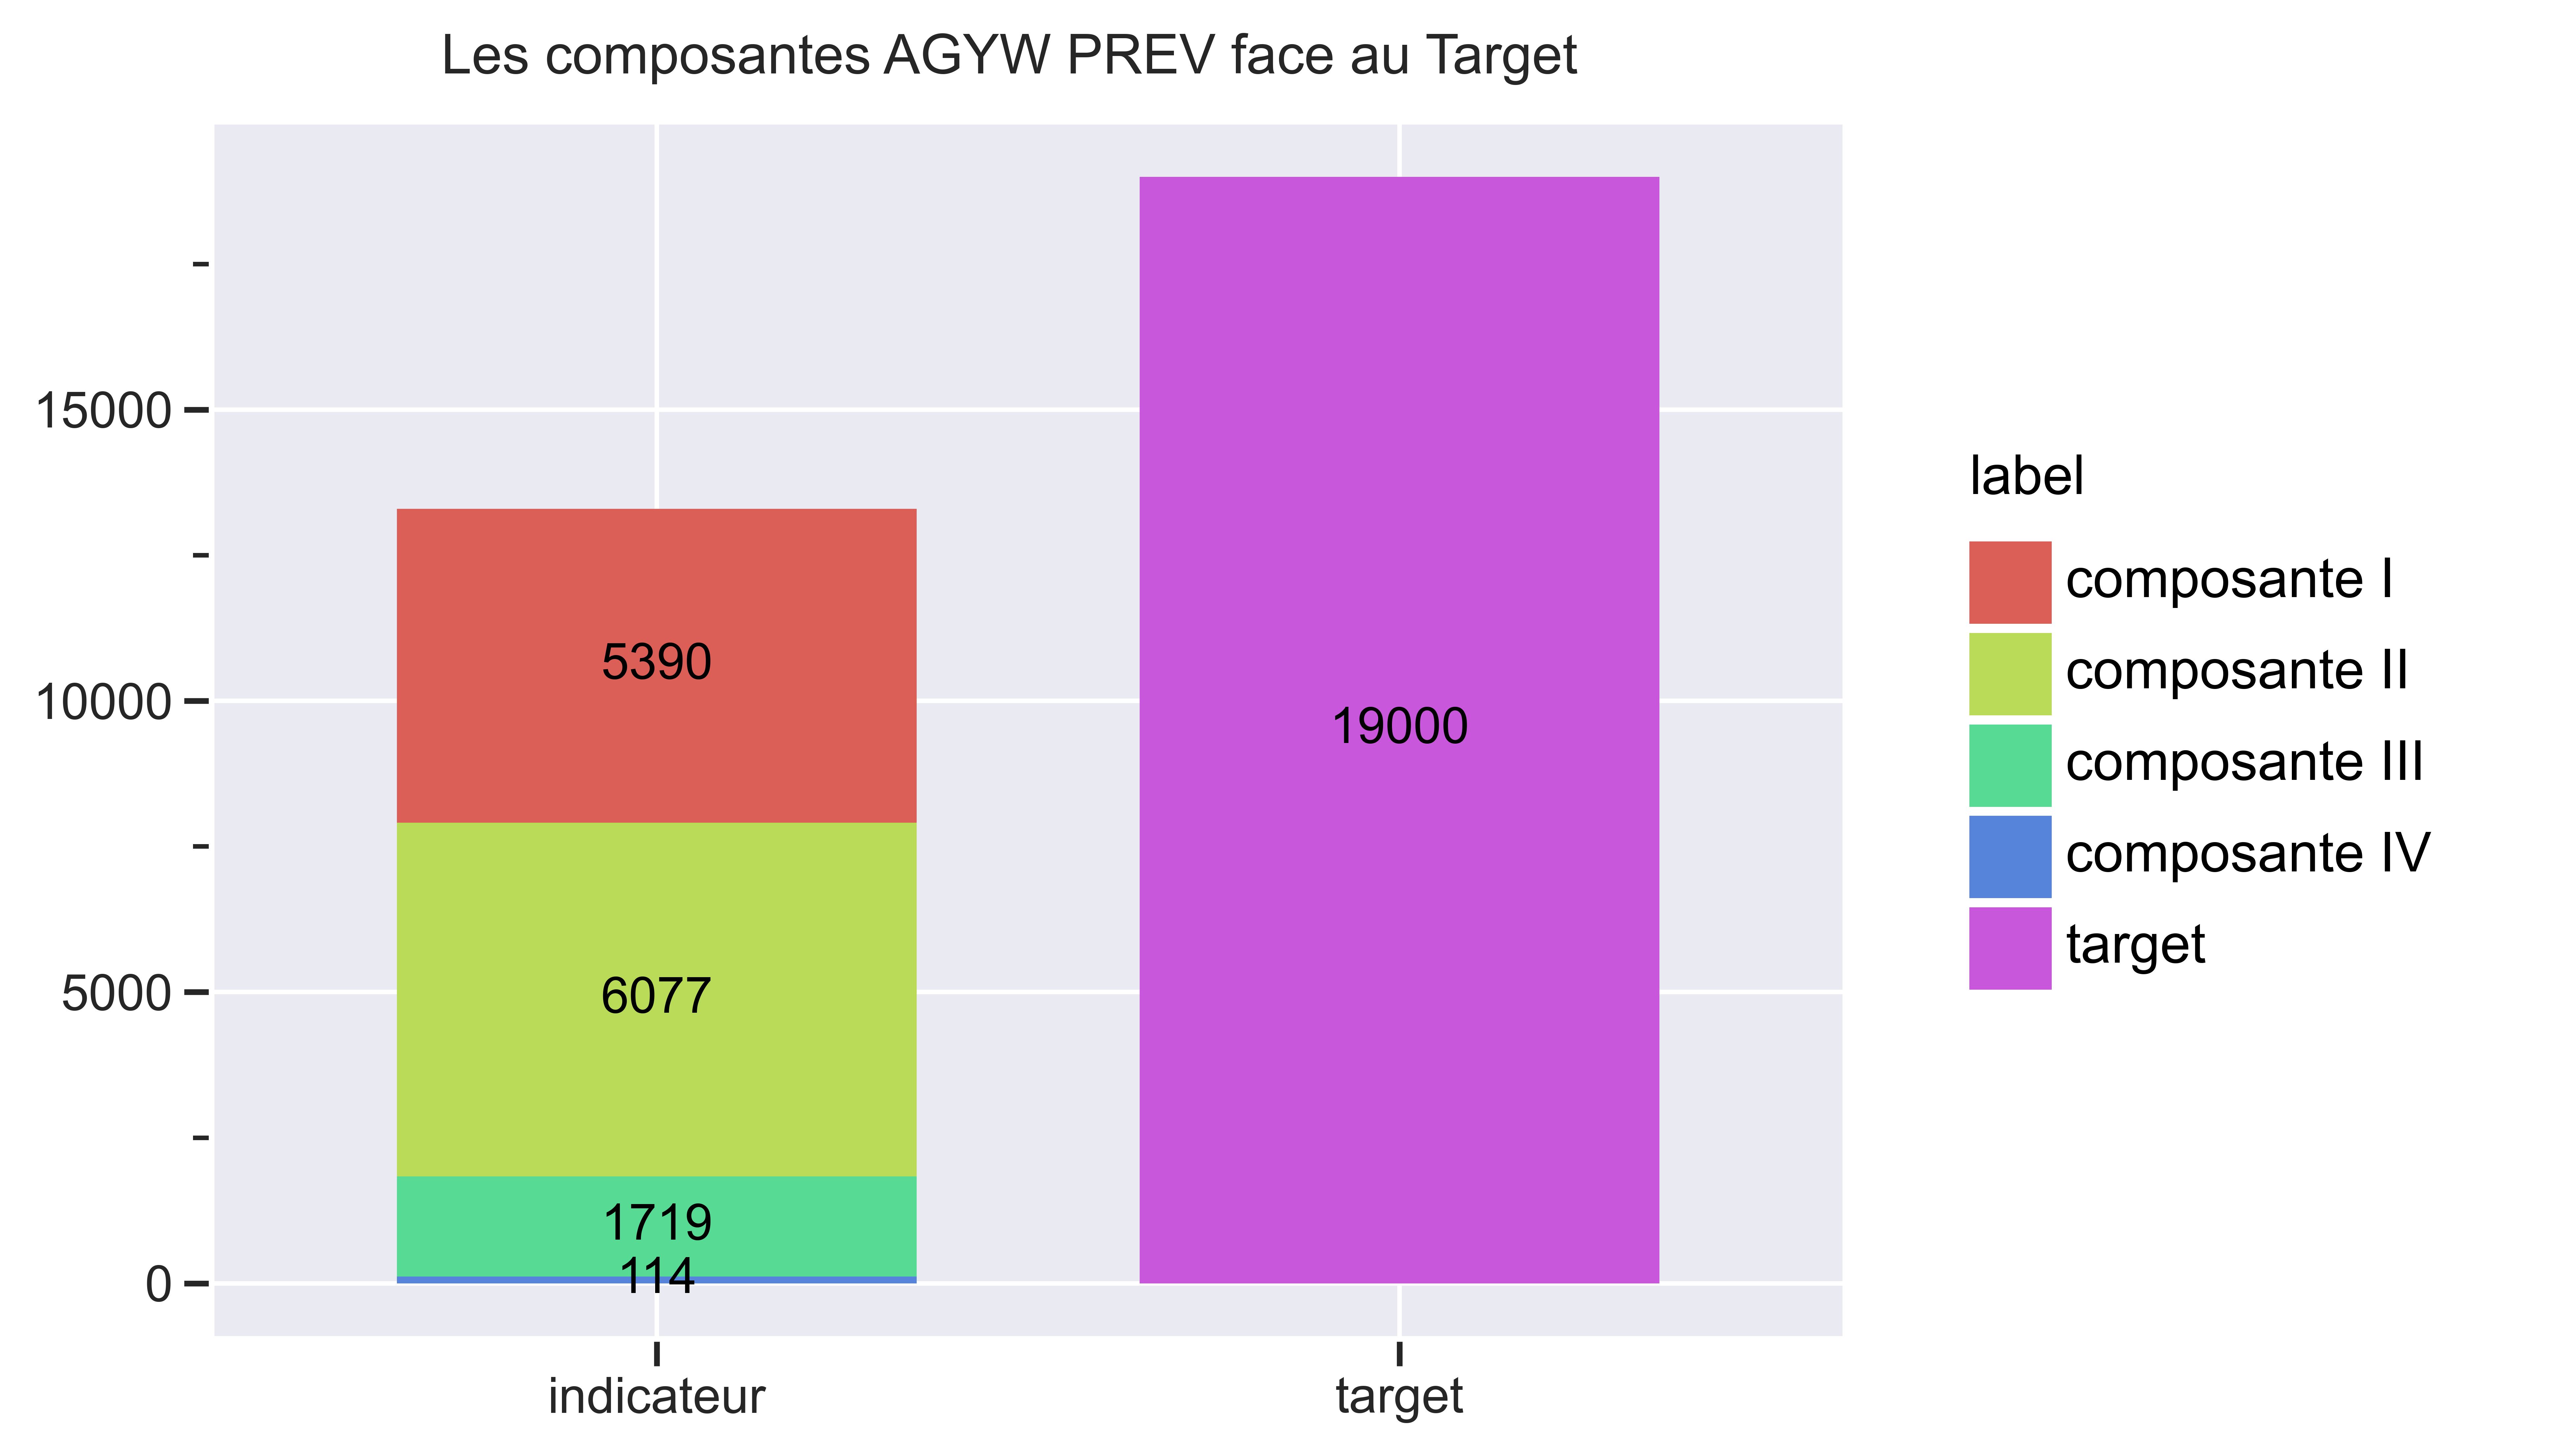 Les composantes AGYW PREV face au Target
15000
10000
5000
0
5390
6077
1719
114
19000
indicateur
target
label
composante I
composante II
composante III
composante IV
target